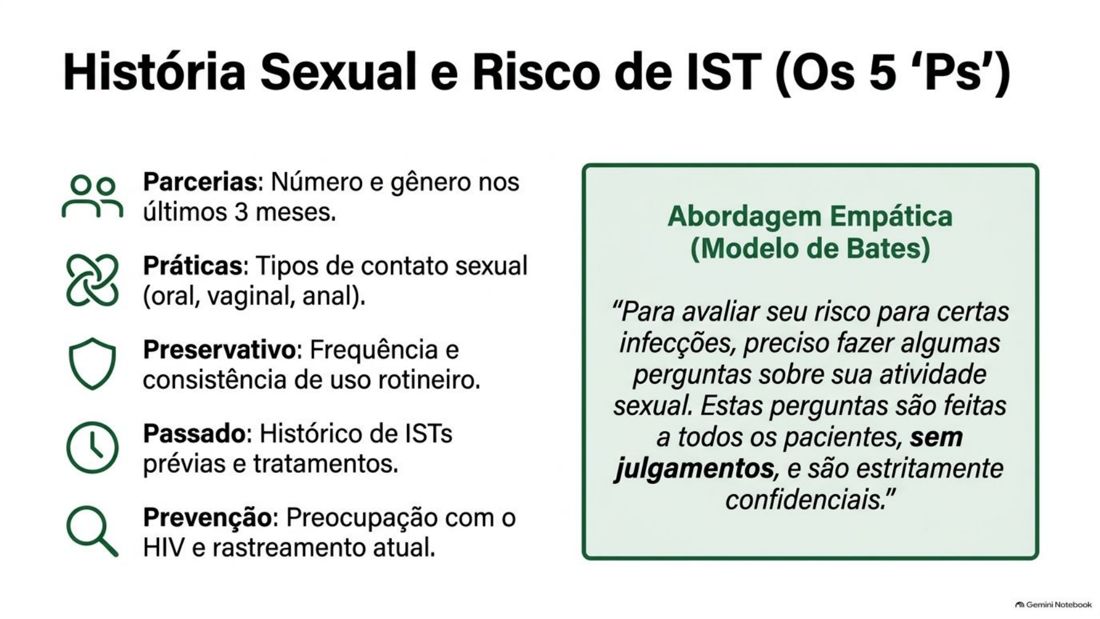 História Sexual e Risco de IST (Os 5 ‘Ps’)
Parcerias: Número e gênero nos
últimos 3 meses.
Práticas: Tipos de contato sexual
(oral, vaginal, anal).
Preservativo: Frequência e
consistência de uso rotineiro.
Passado: Histórico de ISTs
prévias e tratamentos.
Prevenção: Preocupação com o
HIV e rastreamento atual.
Abordagem Empática
(Modelo de Bates)
“Para avaliar seu risco para certas
infecções, preciso fazer algumas
perguntas sobre sua atividade
sexual. Estas perguntas são feitas
a todos os pacientes, sem
julgamentos, e são estritamente
confidenciais.”
Gemini Notebook